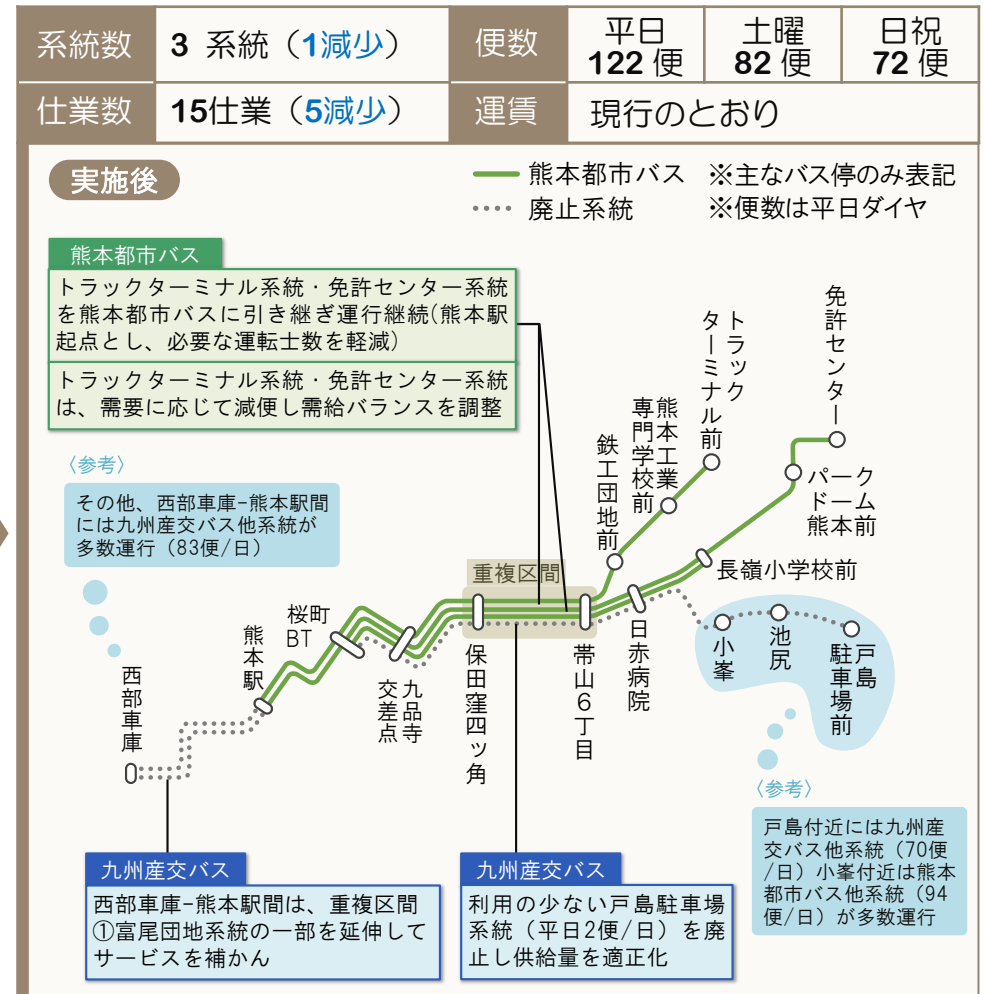 系統数 3 系統（1減少） 便数 平日 122 便 土曜 82 便 日祝 72 便
仕業数 15仕業（5減少） 運賃 現行のとおり
実施後
熊本都市バス ※主なバス停のみ表記
廃止系統 ※便数は平日ダイヤ
熊本都市バス
トラックターミナル系統・免許センター系統
を熊本都市バスに引き継ぎ運行継続(熊本駅
起点とし、必要な運転士数を軽減)
トラックターミナル系統・免許センター系統
は、需要に応じて減便し需給バランスを調整
〈参考〉
その他、西部車庫-熊本駅間
には九州産交バス他系統が
多数運行（83便/日）
西部車庫
熊本駅
桜町
BT
九品寺
交差点
重複区間
保田窪四ッ角
帯山６丁目
鉄工団地前
熊本工業
専門学校前
トラック
ターミナル前
日赤病院
長嶺小学校前
パーク
ドーム
熊本前
免許センター
小峯
池尻
戸島
駐車場前
〈参考〉
戸島付近には九州産
交バス他系統（70便
/日）小峯付近は熊本
都市バス他系統（94
便/日）が多数運行
九州産交バス
西部車庫-熊本駅間は、重複区間
①富尾団地系統の一部を延伸して
サービスを補かん
九州産交バス
利用の少ない戸島駐車場
系統（平日2便/日）を廃
止し供給量を適正化